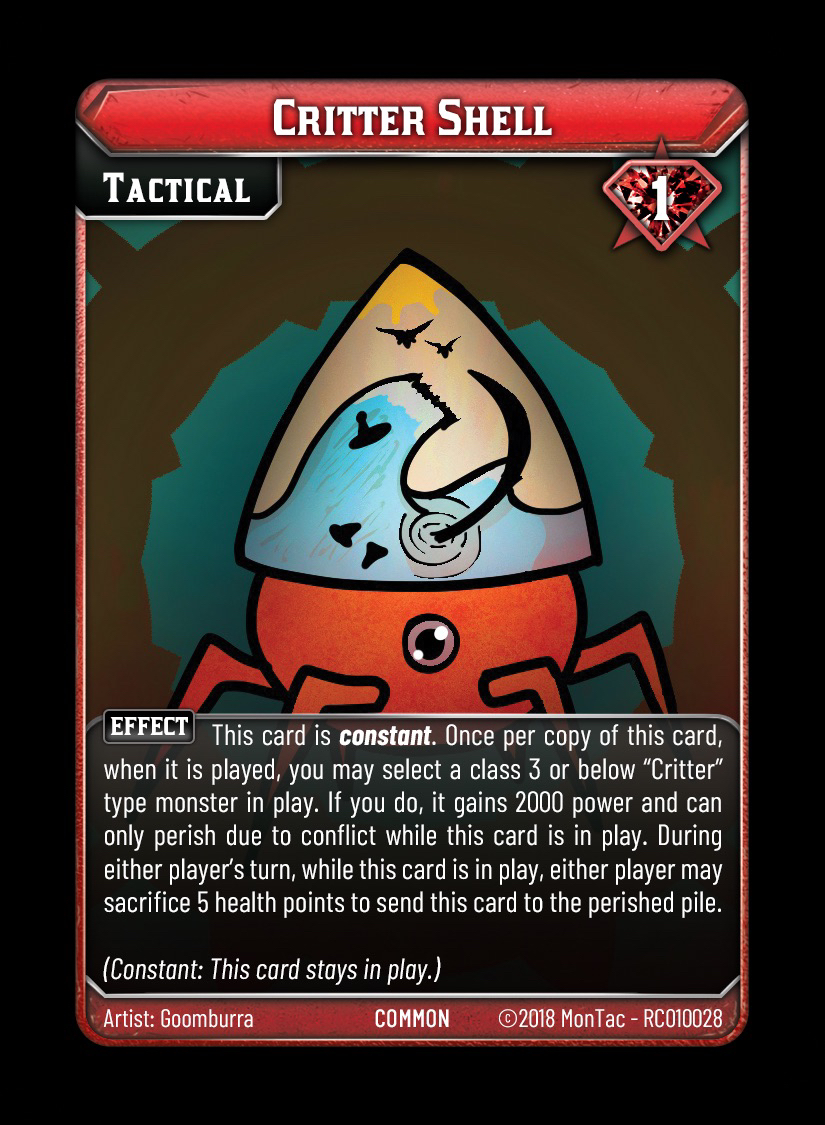 Critter Shell
Tactical
1
EFFECT This card is constant. Once per copy of this card,
when it is played, you may select a class 3 or below “Critter”
type monster in play. If you do, it gains 2000 power and can
only perish due to conflict while this card is in play. During
either player’s turn, while this card is in play, either player may
sacrifice 5 health points to send this card to the perished pile.
(Constant: This card stays in play.)
Artist: Goomburra COMMON ©2018 MonTac - RC010028